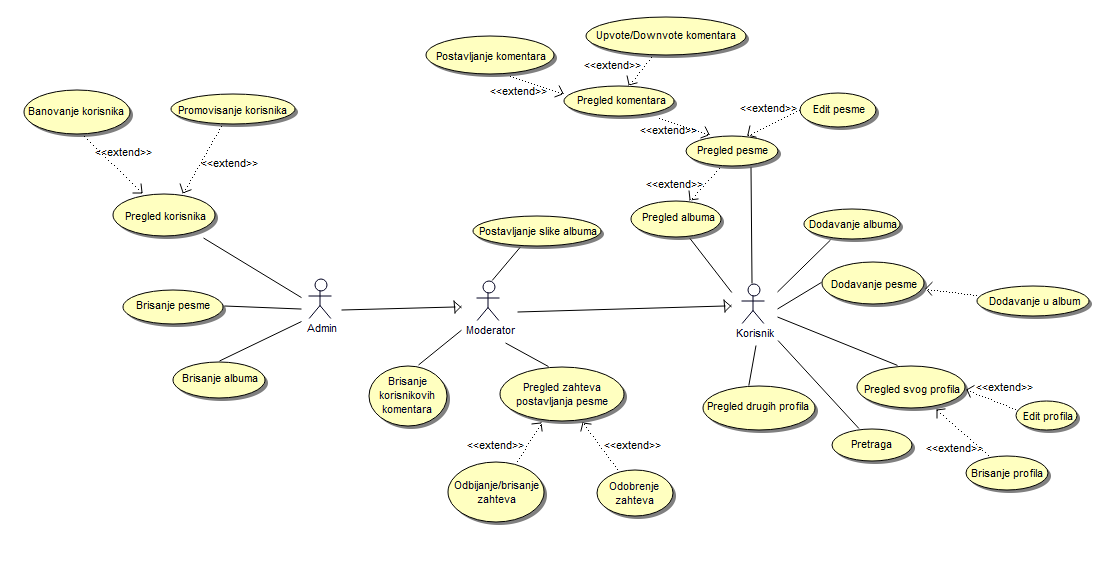 Upvote/Downvote komentara
Postavljanje komentara
<<extend>>
<<extend>>
Pregled komentara
Banovanje korisnika
Promovisanje korisnika
<<extend>>
Edit pesme
<<extend>>
<<extend>>
<<extend>>
Pregled pesme
<<extend>>
Pregled korisnika
Pregled albuma
Postavljanje slike albuma
Dodavanje albuma
Dodavanje pesme
Dodavanje u album
Brisanje pesme
Admin
Moderator
Korisnik
Brisanje albuma
Brisanje
korisnikovih
komentara
Pregled zahteva
postavljanja pesme
Pregled drugih profila
Pregled svog profila
<<extend>>
Edit profila
Pretraga
<<extend>>
<<extend>>
<<extend>>
Brisanje profila
Odbijanje/brisanje
zahteva
Odobrenje
zahteva